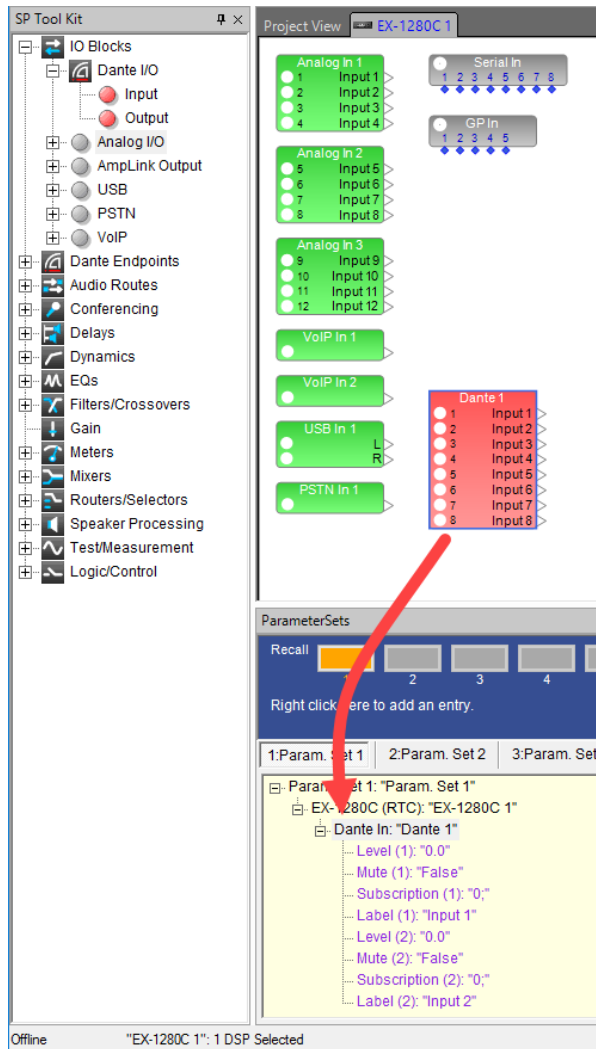 SP Tool Kit
IO Blocks
Dante I/O
Input
Output
Analog I/O
AmpLink Output
USB
PSTN
VoIP
Dante Endpoints
Audio Routes
Conferencing
Delays
Dynamics
EQs
Filters/Crossovers
Gain
Meters
Mixers
Routers/Selectors
Speaker Processing
Test/Measurement
Logic/Control
Project View EX-1280C 1
Analog In 1
1 Input 1
2 Input 2
3 Input 3
4 Input 4
Analog In 2
5 Input 5
6 Input 6
7 Input 7
8 Input 8
Analog In 3
9 Input 9
10 Input 10
11 Input 11
12 Input 12
VoIP In 1
VoIP In 2
USB In 1
L
R
PSTN In 1
Serial In
1 2 3 4 5 6 7 8
GP In
1 2 3 4 5
Dante 1
1 Input 1
2 Input 2
3 Input 3
4 Input 4
5 Input 5
6 Input 6
7 Input 7
8 Input 8
ParameterSets
Recall
2 3 4
Right click here to add an entry.
1:Param. Set 1 2:Param. Set 2 3:Param. Set
Param. Set 1: "Param. Set 1"
EX-1280C (RTC): "EX-1280C 1"
Dante In: "Dante 1"
Level (1): "0.0"
Mute (1): "False"
Subscription (1): "0;"
Label (1): "Input 1"
Level (2): "0.0"
Mute (2): "False"
Subscription (2): "0;"
Label (2): "Input 2"
Offline "EX-1280C 1": 1 DSP Selected